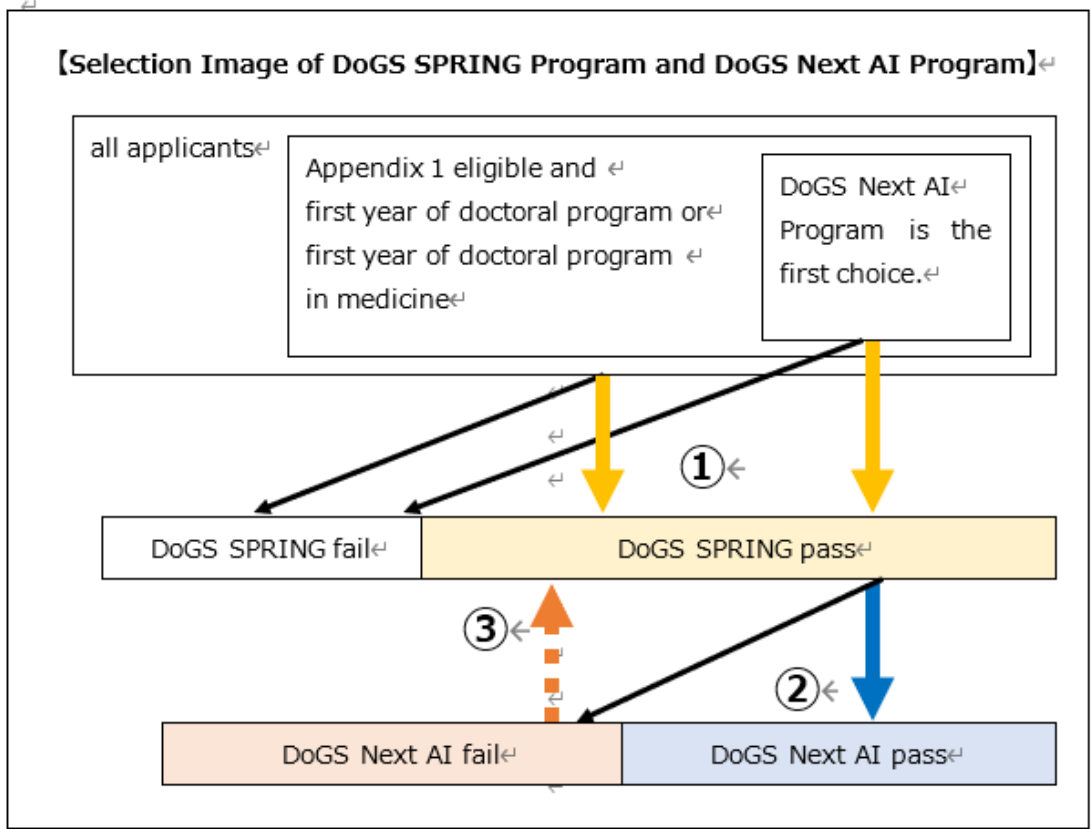 【Selection Image of DoGS SPRING Program and DoGS Next AI Program】↵
all applicants↵
Appendix 1 eligible and ↵
first year of doctoral program or↵
first year of doctoral program ↵
in medicine↵
DoGS Next AI↵
Program is the
first choice.↵
①←
DoGS SPRING fail↵
DoGS SPRING pass↵
③←
②←
DoGS Next AI fail↵
DoGS Next AI pass↵